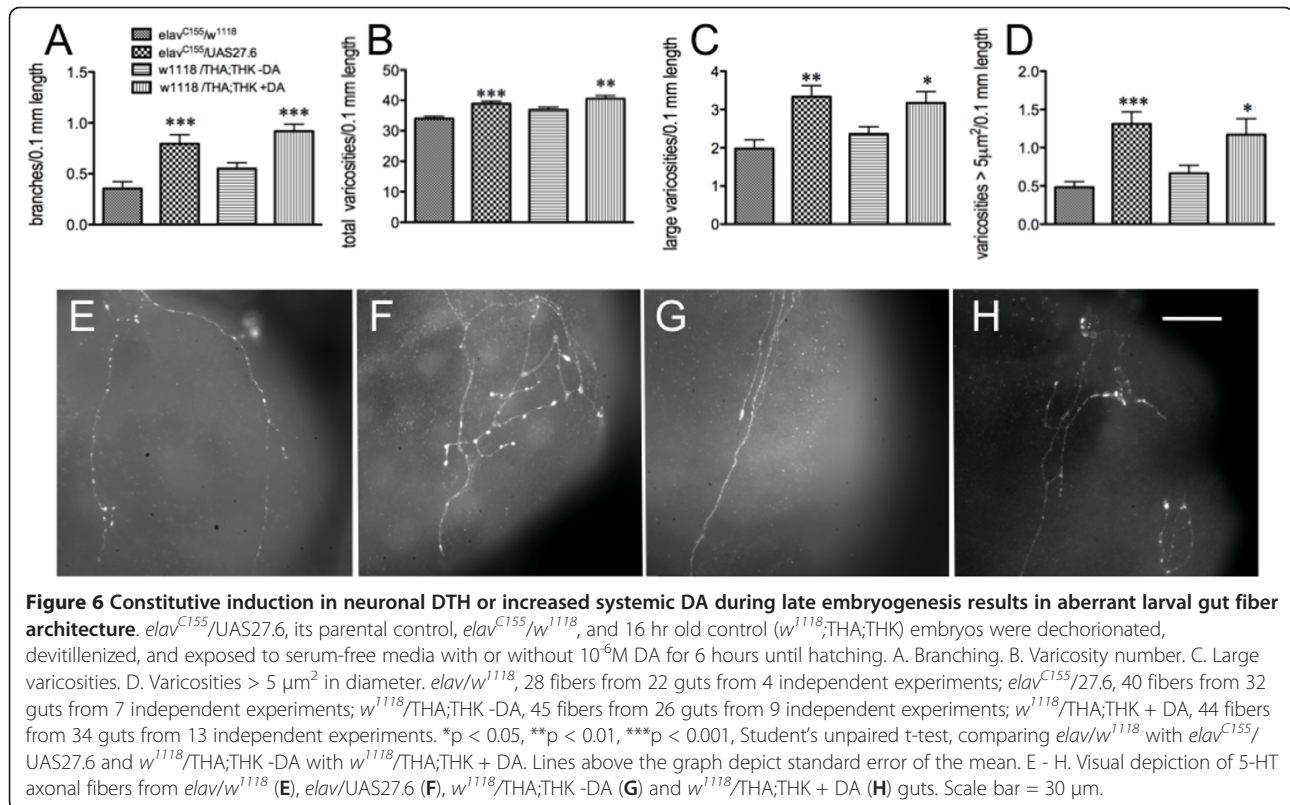 A
elav^C155/w^1118
elav^C155/UAS27.6
w1118/THA;THK -DA
w1118/THA;THK +DA
branches/0.1 mm length
1.5
1.0
0.5
0.0
***
***
B
total varicosities/0.1 mm length
50
40
30
20
10
0
***
**
C
large varicosities/0.1 mm length
4
3
2
1
0
**
*
D
varicosities > 5µm²/0.1 mm length
2.0
1.5
1.0
0.5
0.0
***
*
E
F
G
H
Figure 6 Constitutive induction in neuronal DTH or increased systemic DA during late embryogenesis results in aberrant larval gut fiber
architecture. elav^C155/UAS27.6, its parental control, elav^C155/w^1118, and 16 hr old control (w^1118;THA;THK) embryos were dechorionated,
devitillenized, and exposed to serum-free media with or without 10^-6M DA for 6 hours until hatching. A. Branching. B. Varicosity number. C. Large
varicosities. D. Varicosities > 5 µm² in diameter. elav/w^1118, 28 fibers from 22 guts from 4 independent experiments; elav^C155/27.6, 40 fibers from 32
guts from 7 independent experiments; w^1118/THA;THK -DA, 45 fibers from 26 guts from 9 independent experiments; w^1118/THA;THK + DA, 44 fibers
from 34 guts from 13 independent experiments. *p < 0.05, **p < 0.01, ***p < 0.001, Student's unpaired t-test, comparing elav/w^1118 with elav^C155/
UAS27.6 and w^1118/THA;THK -DA with w^1118/THA;THK + DA. Lines above the graph depict standard error of the mean. E - H. Visual depiction of 5-HT
axonal fibers from elav/w^1118 (E), elav/UAS27.6 (F), w^1118/THA;THK -DA (G) and w^1118/THA;THK + DA (H) guts. Scale bar = 30 µm.